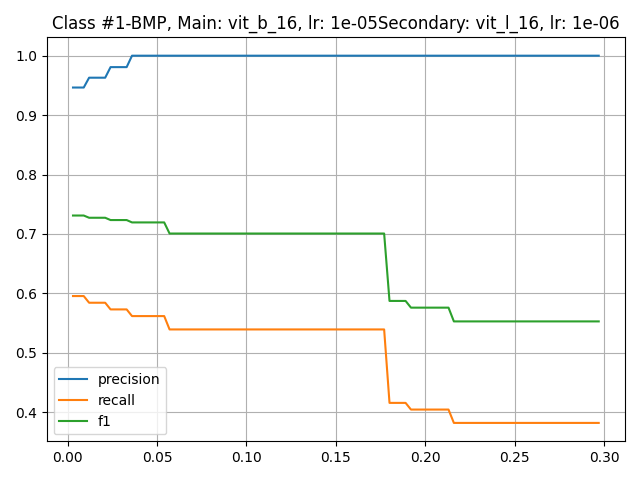 Class #1-BMP, Main: vit_b_16, lr: 1e-05Secondary: vit_l_16, lr: 1e-06
1.0
0.9
0.8
0.7
0.6
0.5
0.4
precision
recall
f1
0.00 0.05 0.10 0.15 0.20 0.25 0.30